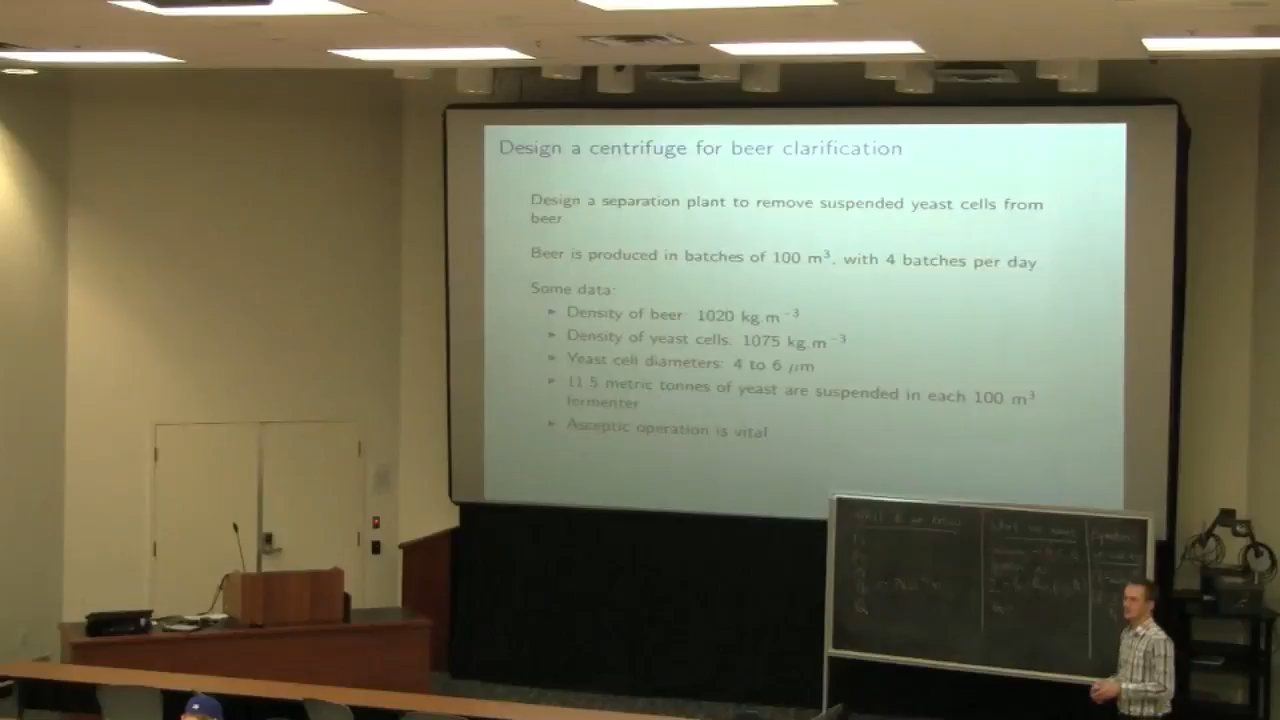 Design a centrifuge for beer clarification
Design a separation plant to remove suspended yeast cells from
beer
Beer is produced in batches of 100 m³, with 4 batches per day
Some data:
Density of beer: 1020 kg.m⁻³
Density of yeast cells: 1075 kg.m⁻³
Yeast cell diameters: 4 to 6 μm
11.5 metric tonnes of yeast are suspended in each 100 m³
fermenter
Asceptic operation is vital